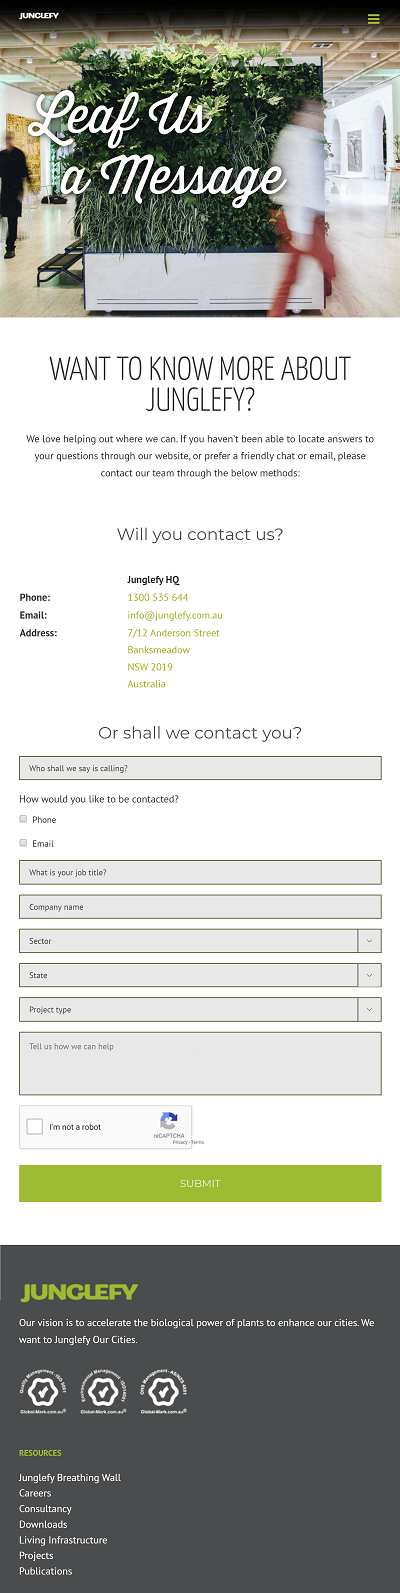 JUNGLEFY
Leaf Us
a Message
WANT TO KNOW MORE ABOUT
JUNGLEFY?
We love helping out where we can. If you haven't been able to locate answers to
your questions through our website, or prefer a friendly chat or email, please
contact our team through the below methods:
Will you contact us?
Junglefy HQ
Phone: 1300 535 644
Email: info@junglefy.com.au
Address: 7/12 Anderson Street
Banksmeadow
NSW 2019
Australia
Or shall we contact you?
Who shall we say is calling?
How would you like to be contacted?
Phone
Email
What is your job title?
Company name
Sector
State
Project type
Tell us how we can help
I'm not a robot
reCAPTCHA
Privacy - Terms
SUBMIT
JUNGLEFY
Our vision is to accelerate the biological power of plants to enhance our cities. We
want to Junglefy Our Cities.
Quality Management - ISO 9001
Global-Mark.com.au®
Environmental Management - ISO14001
Global-Mark.com.au®
OHS Management - AS/NZS 4801
Global-Mark.com.au®
RESOURCES
Junglefy Breathing Wall
Careers
Consultancy
Downloads
Living Infrastructure
Projects
Publications